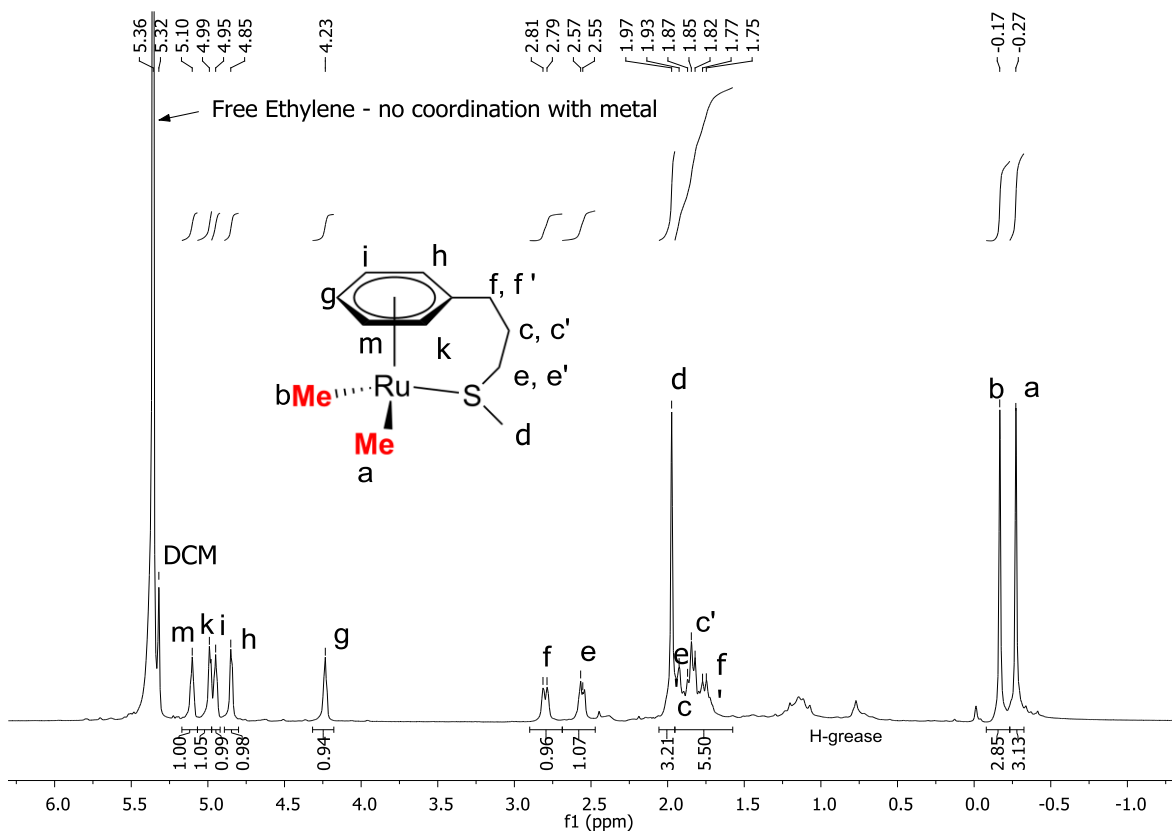 5.36 5.32 5.10 4.99 4.95 4.85 4.23 2.81 2.79 2.57 2.55 1.97 1.93 1.87 1.85 1.82 1.77 1.75 -0.17 -0.27
Free Ethylene - no coordination with metal
i h
g f, f '
c, c'
m k
e, e'
bMe Ru S
Me d
a
d b a
DCM
m k i h g f e e c c' f '
H-grease
1.00 1.05 0.99 0.98 0.94 0.96 1.07 3.21 5.50 2.85 3.13
6.0 5.5 5.0 4.5 4.0 3.5 3.0 2.5 2.0 1.5 1.0 0.5 0.0 -0.5 -1.0
f1 (ppm)